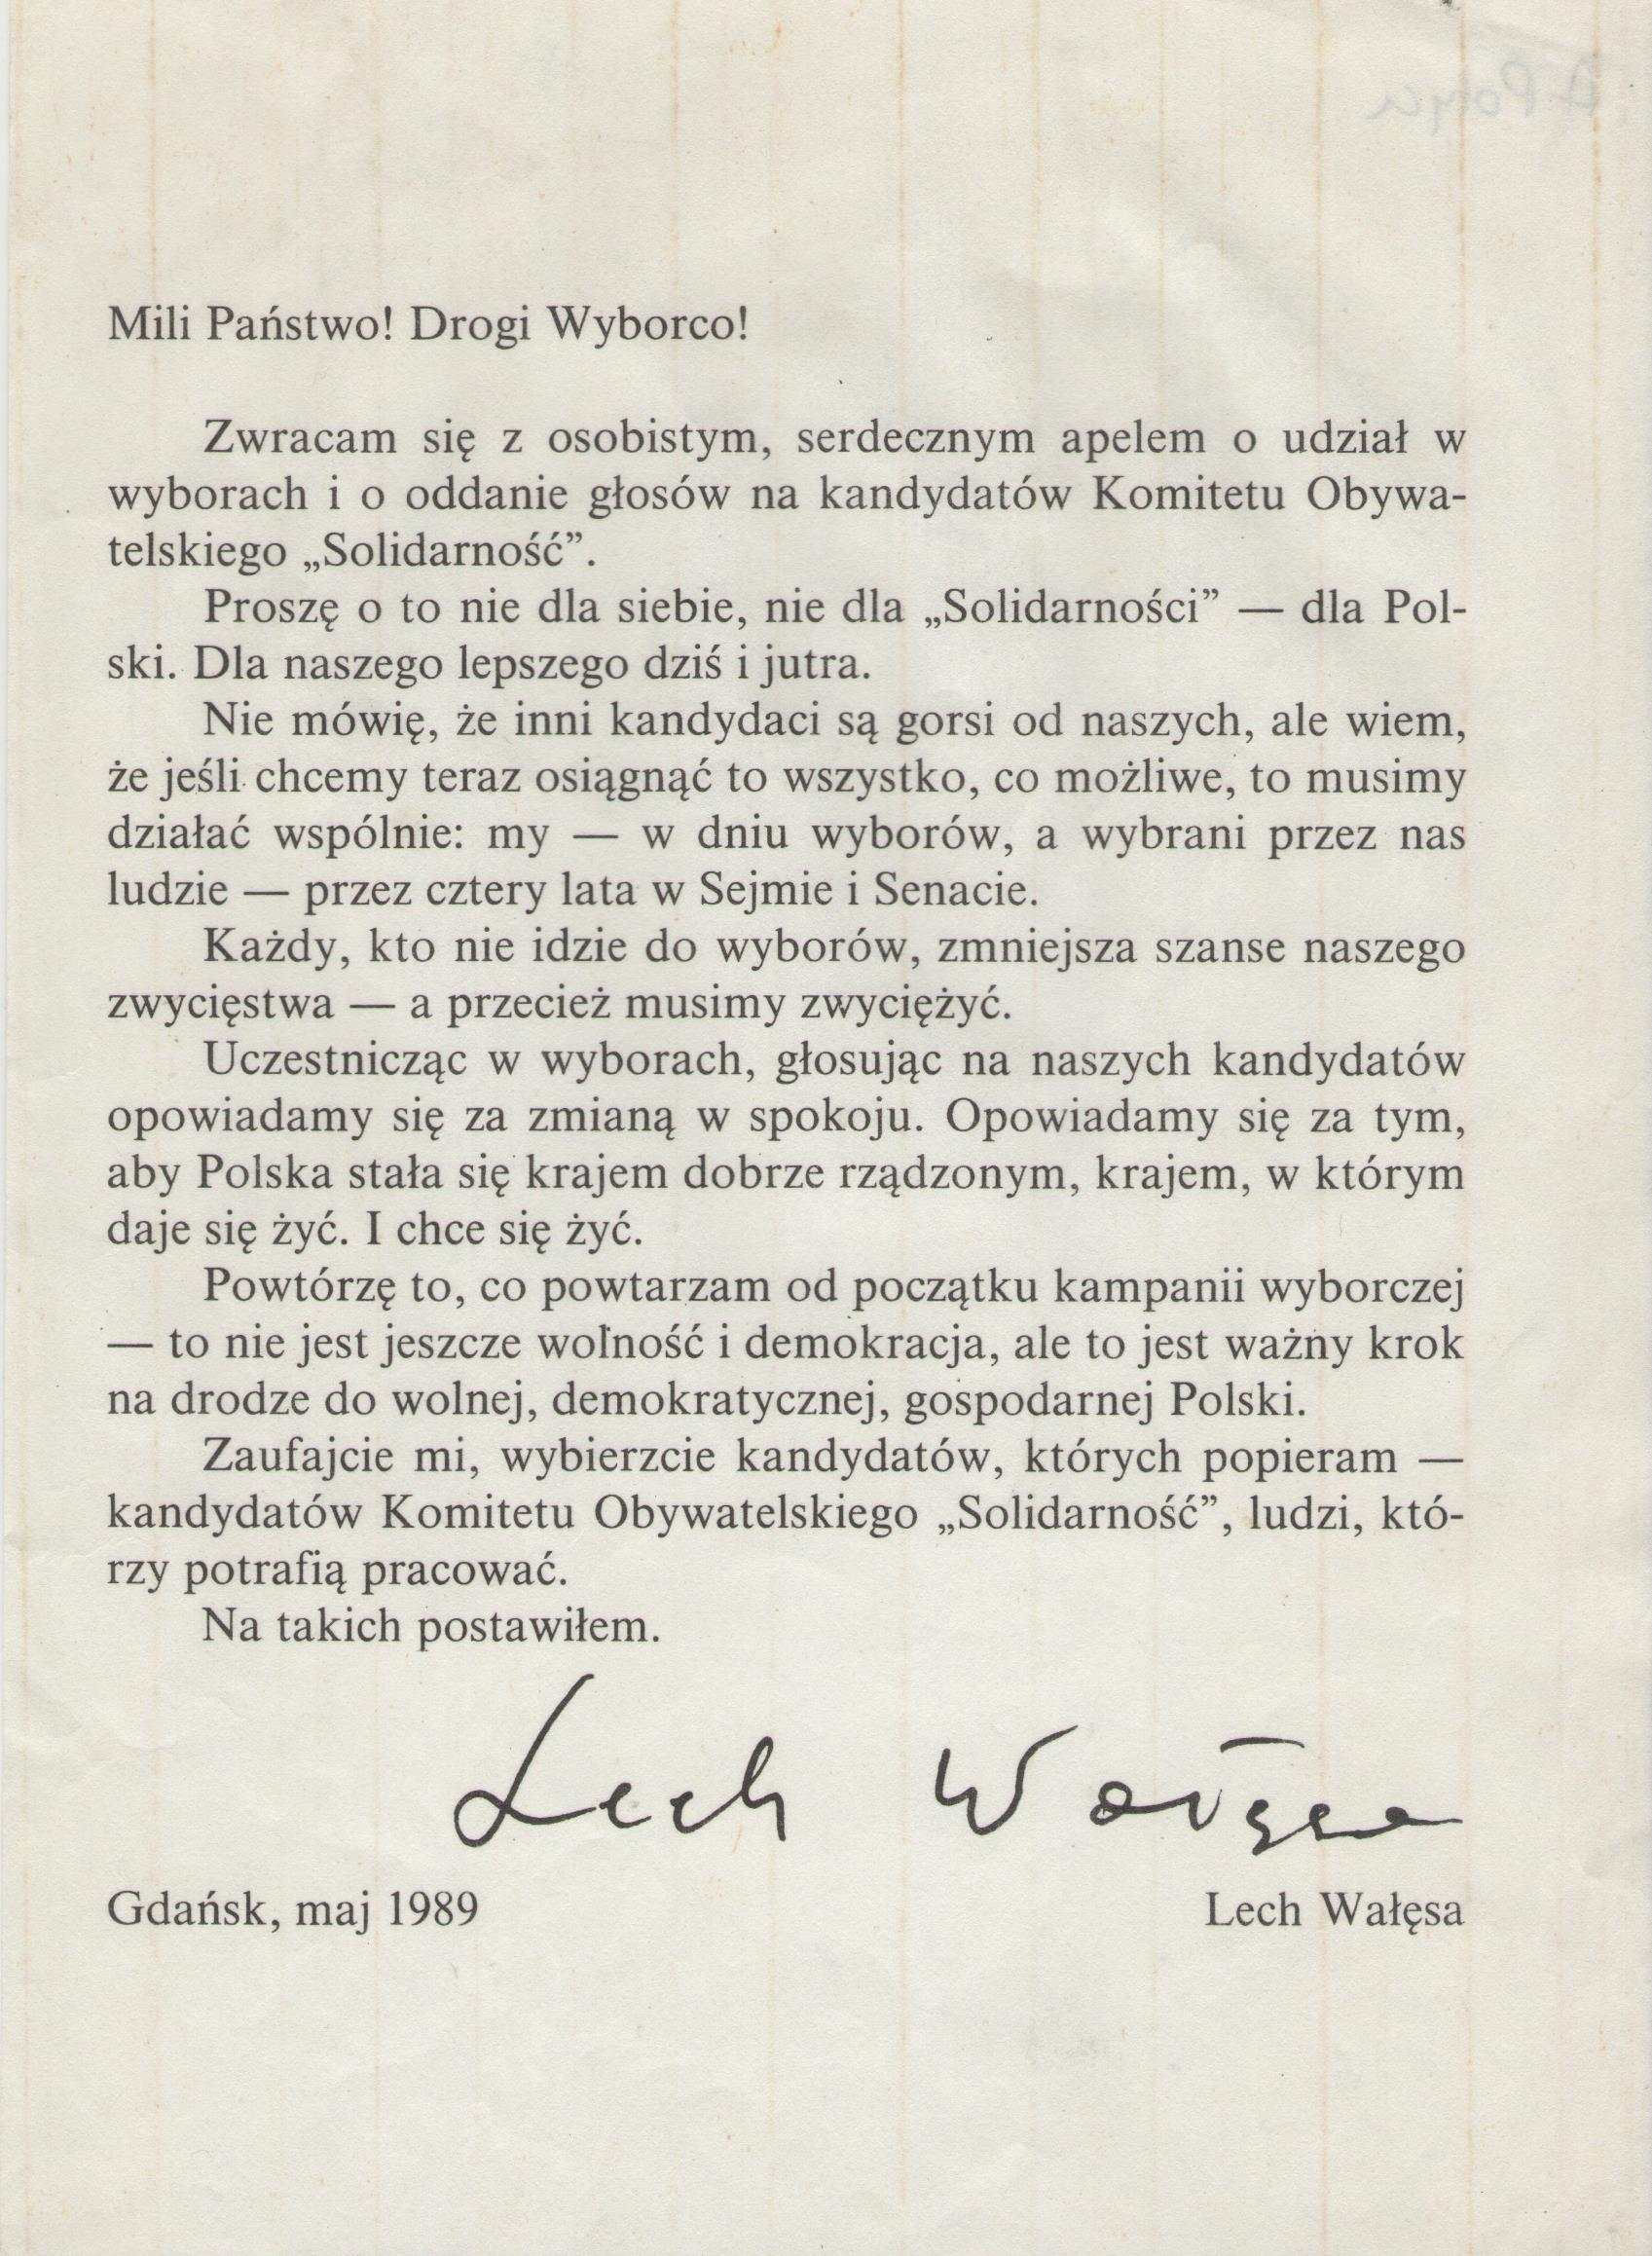 Mili Państwo! Drogi Wyborco!
Zwracam się z osobistym, serdecznym apelem o udział w
wyborach i o oddanie głosów na kandydatów Komitetu Obywa-
telskiego „Solidarność”.
Proszę o to nie dla siebie, nie dla „Solidarności” — dla Pol-
ski. Dla naszego lepszego dziś i jutra.
Nie mówię, że inni kandydaci są gorsi od naszych, ale wiem,
że jeśli chcemy teraz osiągnąć to wszystko, co możliwe, to musimy
działać wspólnie: my — w dniu wyborów, a wybrani przez nas
ludzie — przez cztery lata w Sejmie i Senacie.
Każdy, kto nie idzie do wyborów, zmniejsza szanse naszego
zwycięstwa — a przecież musimy zwyciężyć.
Uczestnicząc w wyborach, głosując na naszych kandydatów
opowiadamy się za zmianą w spokoju. Opowiadamy się za tym,
aby Polska stała się krajem dobrze rządzonym, krajem, w którym
daje się żyć. I chce się żyć.
Powtórzę to, co powtarzam od początku kampanii wyborczej
— to nie jest jeszcze wolność i demokracja, ale to jest ważny krok
na drodze do wolnej, demokratycznej, gospodarnej Polski.
Zaufajcie mi, wybierzcie kandydatów, których popieram —
kandydatów Komitetu Obywatelskiego „Solidarność”, ludzi, któ-
rzy potrafią pracować.
Na takich postawiłem.
Lech Wałęsa
Gdańsk, maj 1989 Lech Wałęsa